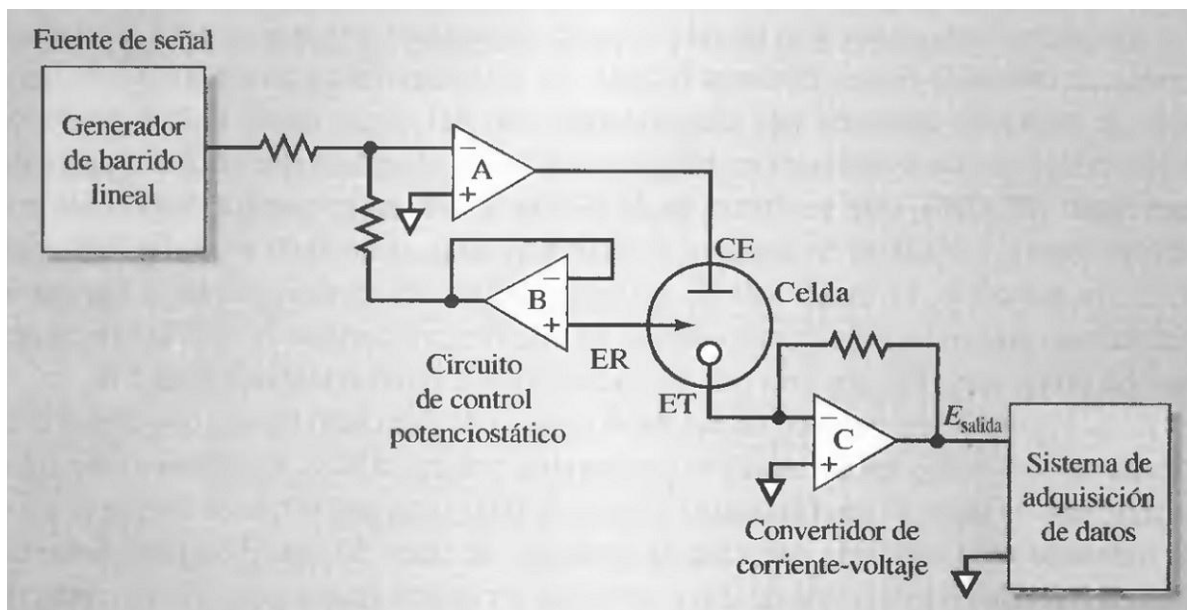 Fuente de señal
Generador
de barrido
lineal
−
A
+
CE
−
B
+
Celda
ER
Circuito
de control
potenciostático
ET
−
C
+
Esalida
Sistema de
adquisición
de datos
Convertidor de
corriente-voltaje